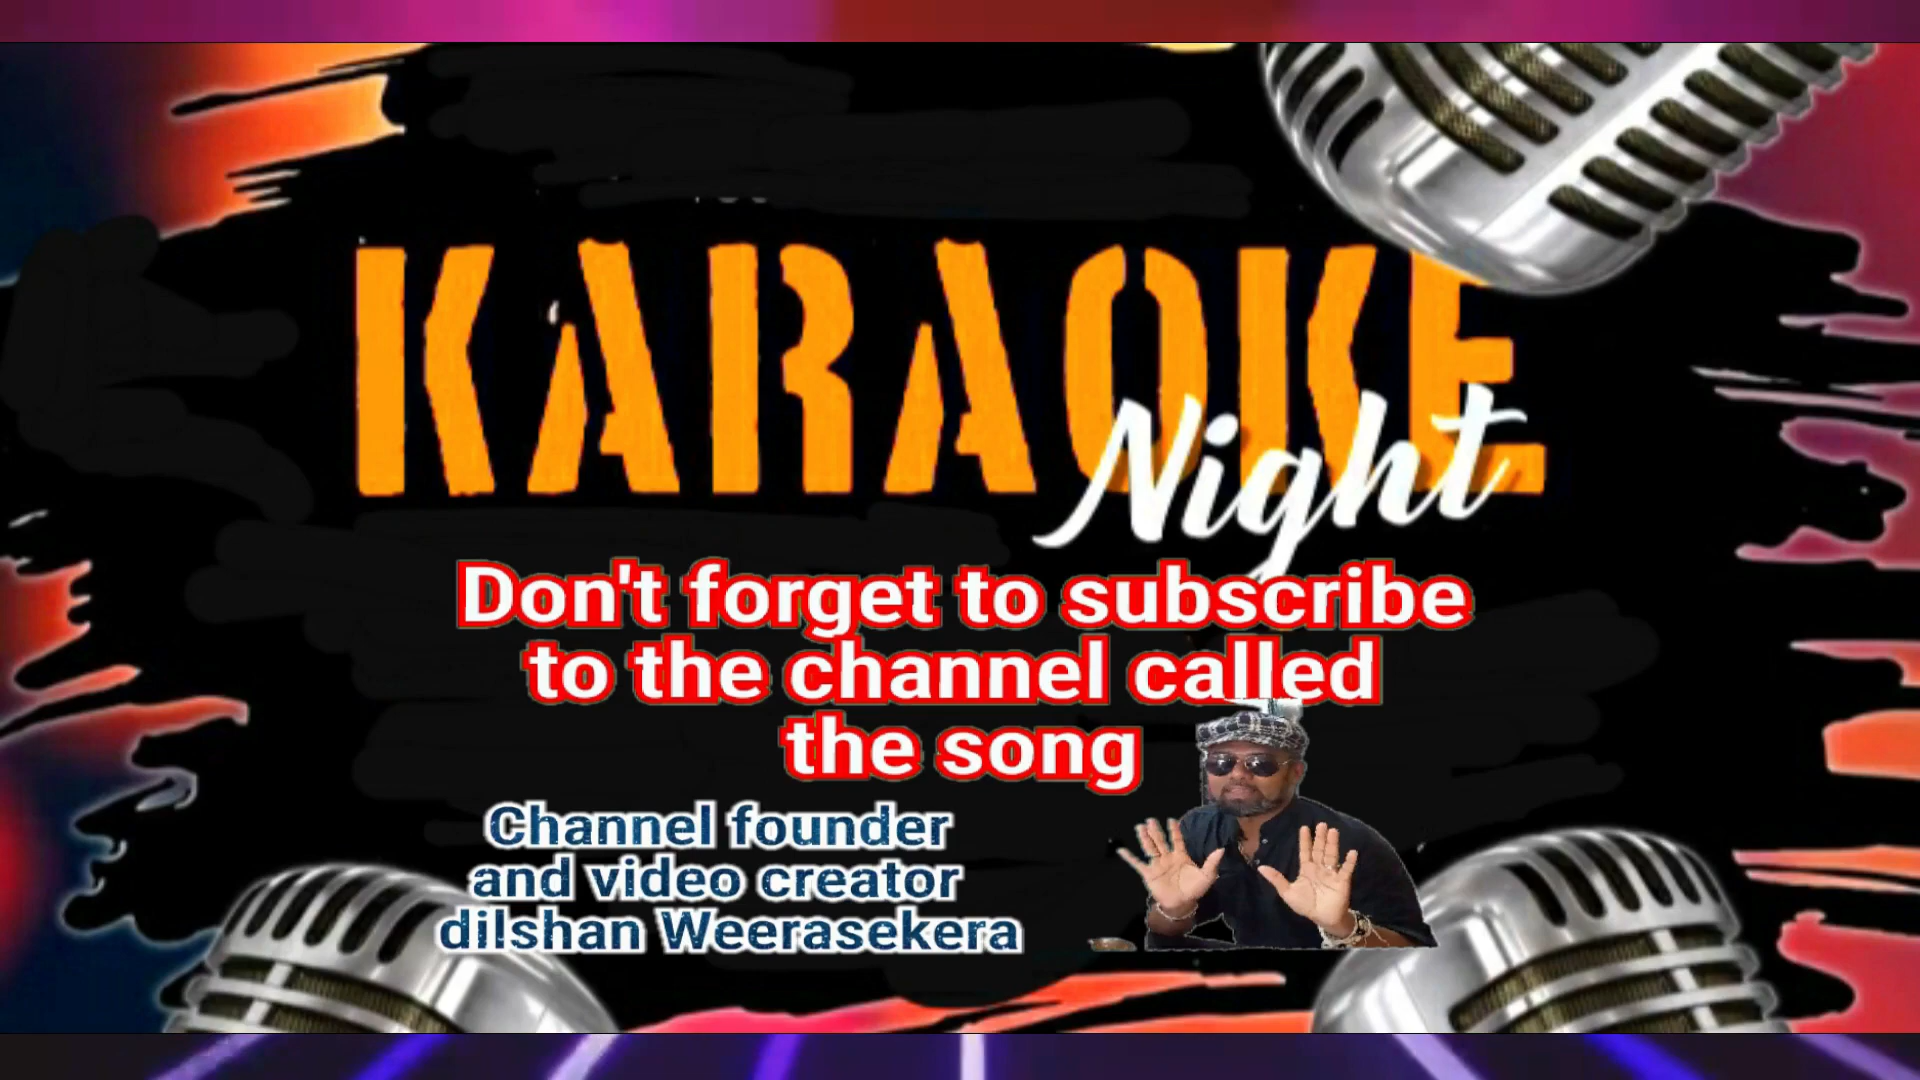 KARAOKE
Night
Don't forget to subscribe
to the channel called
the song
Channel founder
and video creator
dilshan Weerasekera